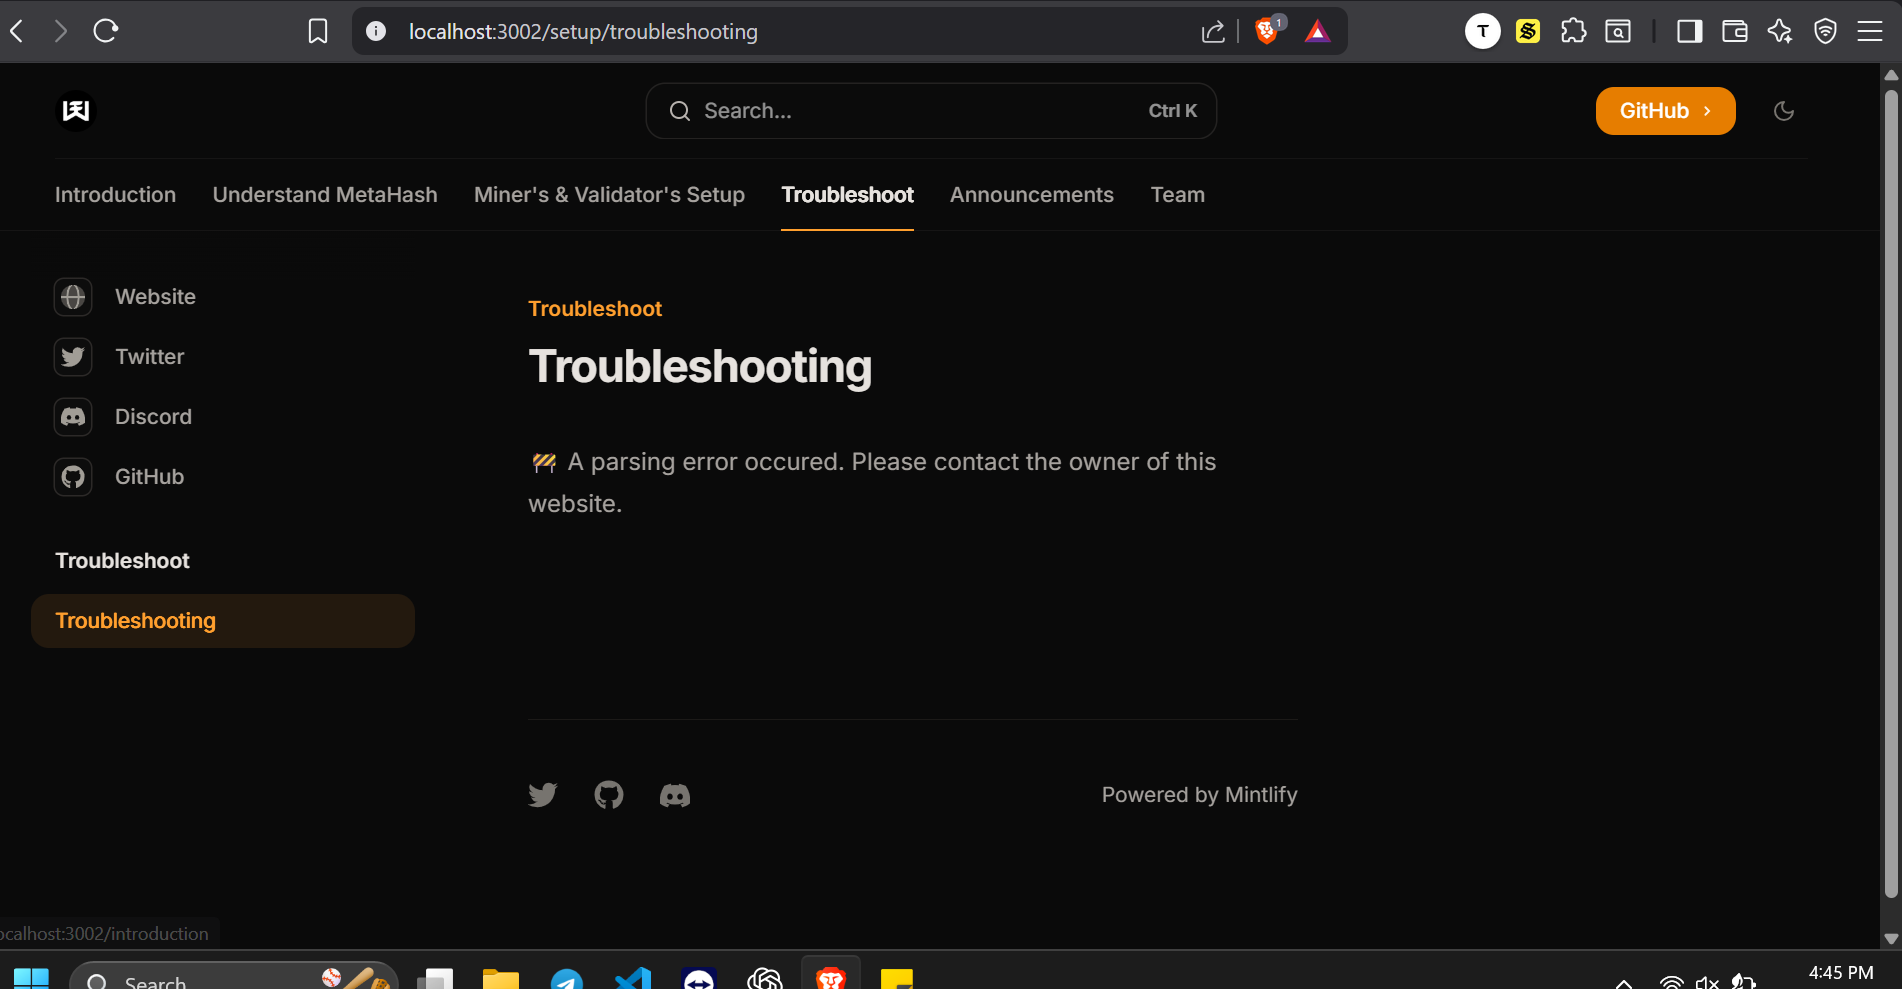 localhost:3002/setup/troubleshooting
1
T
Search...
Ctrl K
GitHub
Introduction
Understand MetaHash
Miner's & Validator's Setup
Troubleshoot
Announcements
Team
Website
Twitter
Discord
GitHub
Troubleshoot
Troubleshooting
Troubleshoot
Troubleshooting
🚧 A parsing error occured. Please contact the owner of this
website.
Powered by Mintlify
ocalhost:3002/introduction
Search
4:45 PM